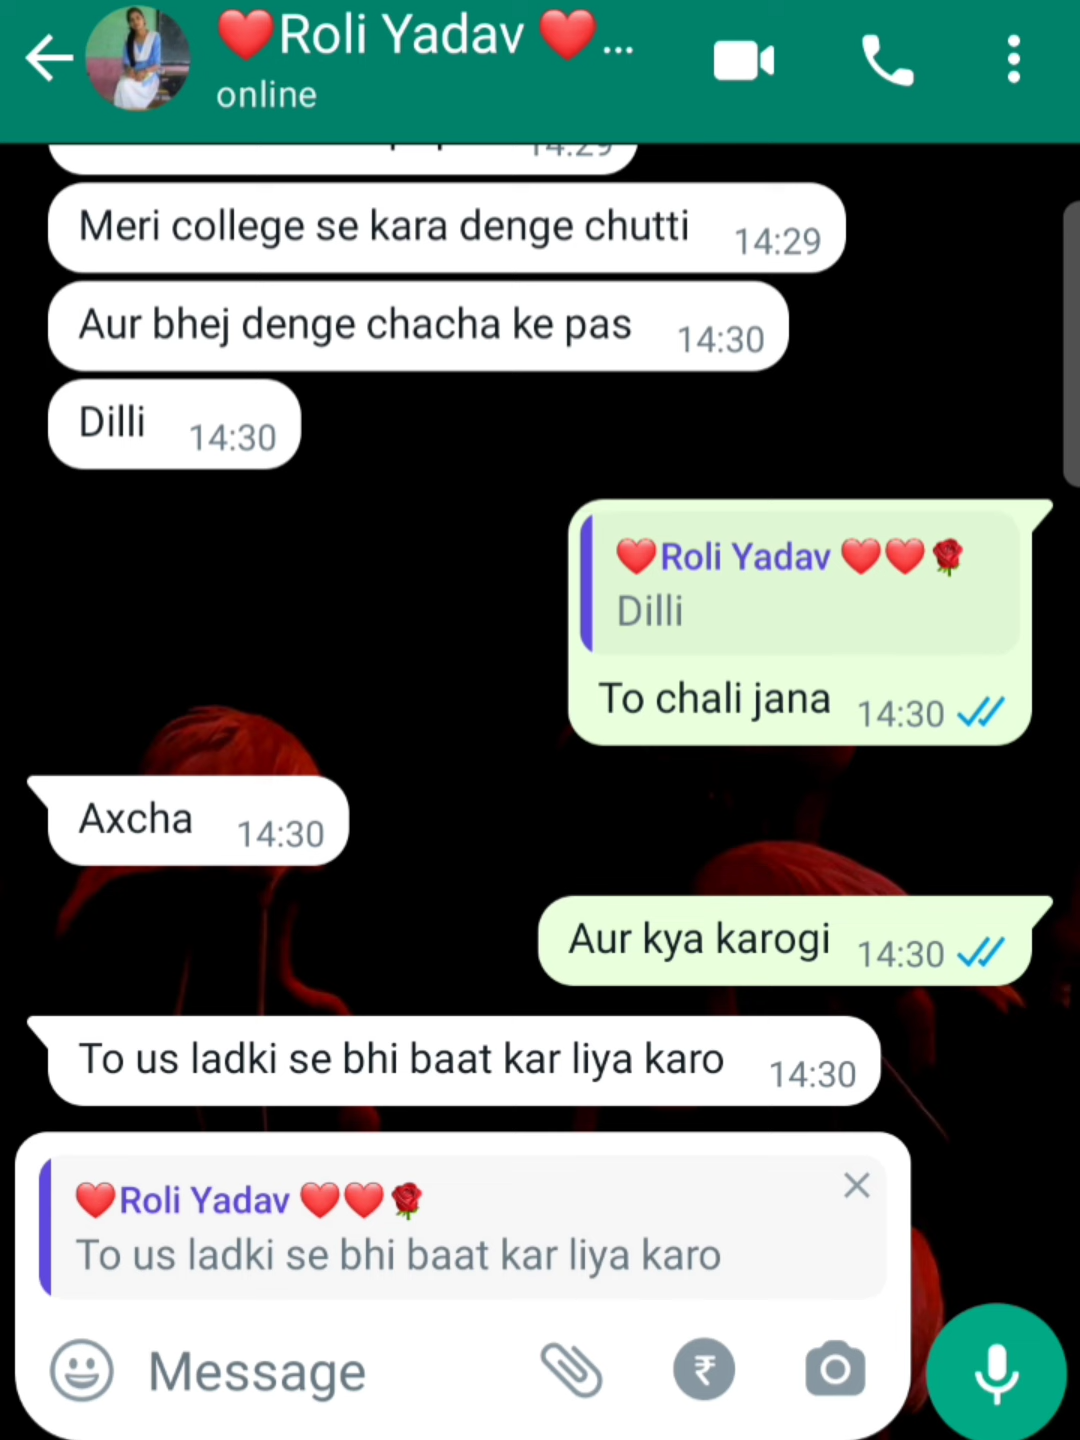 ❤️Roli Yadav ❤️...
online
14:29
Meri college se kara denge chutti 14:29
Aur bhej denge chacha ke pas 14:30
Dilli 14:30
❤️Roli Yadav ❤️❤️🌹
Dilli
To chali jana 14:30
Axcha 14:30
Aur kya karogi 14:30
To us ladki se bhi baat kar liya karo 14:30
❤️Roli Yadav ❤️❤️🌹
To us ladki se bhi baat kar liya karo
Message
₹